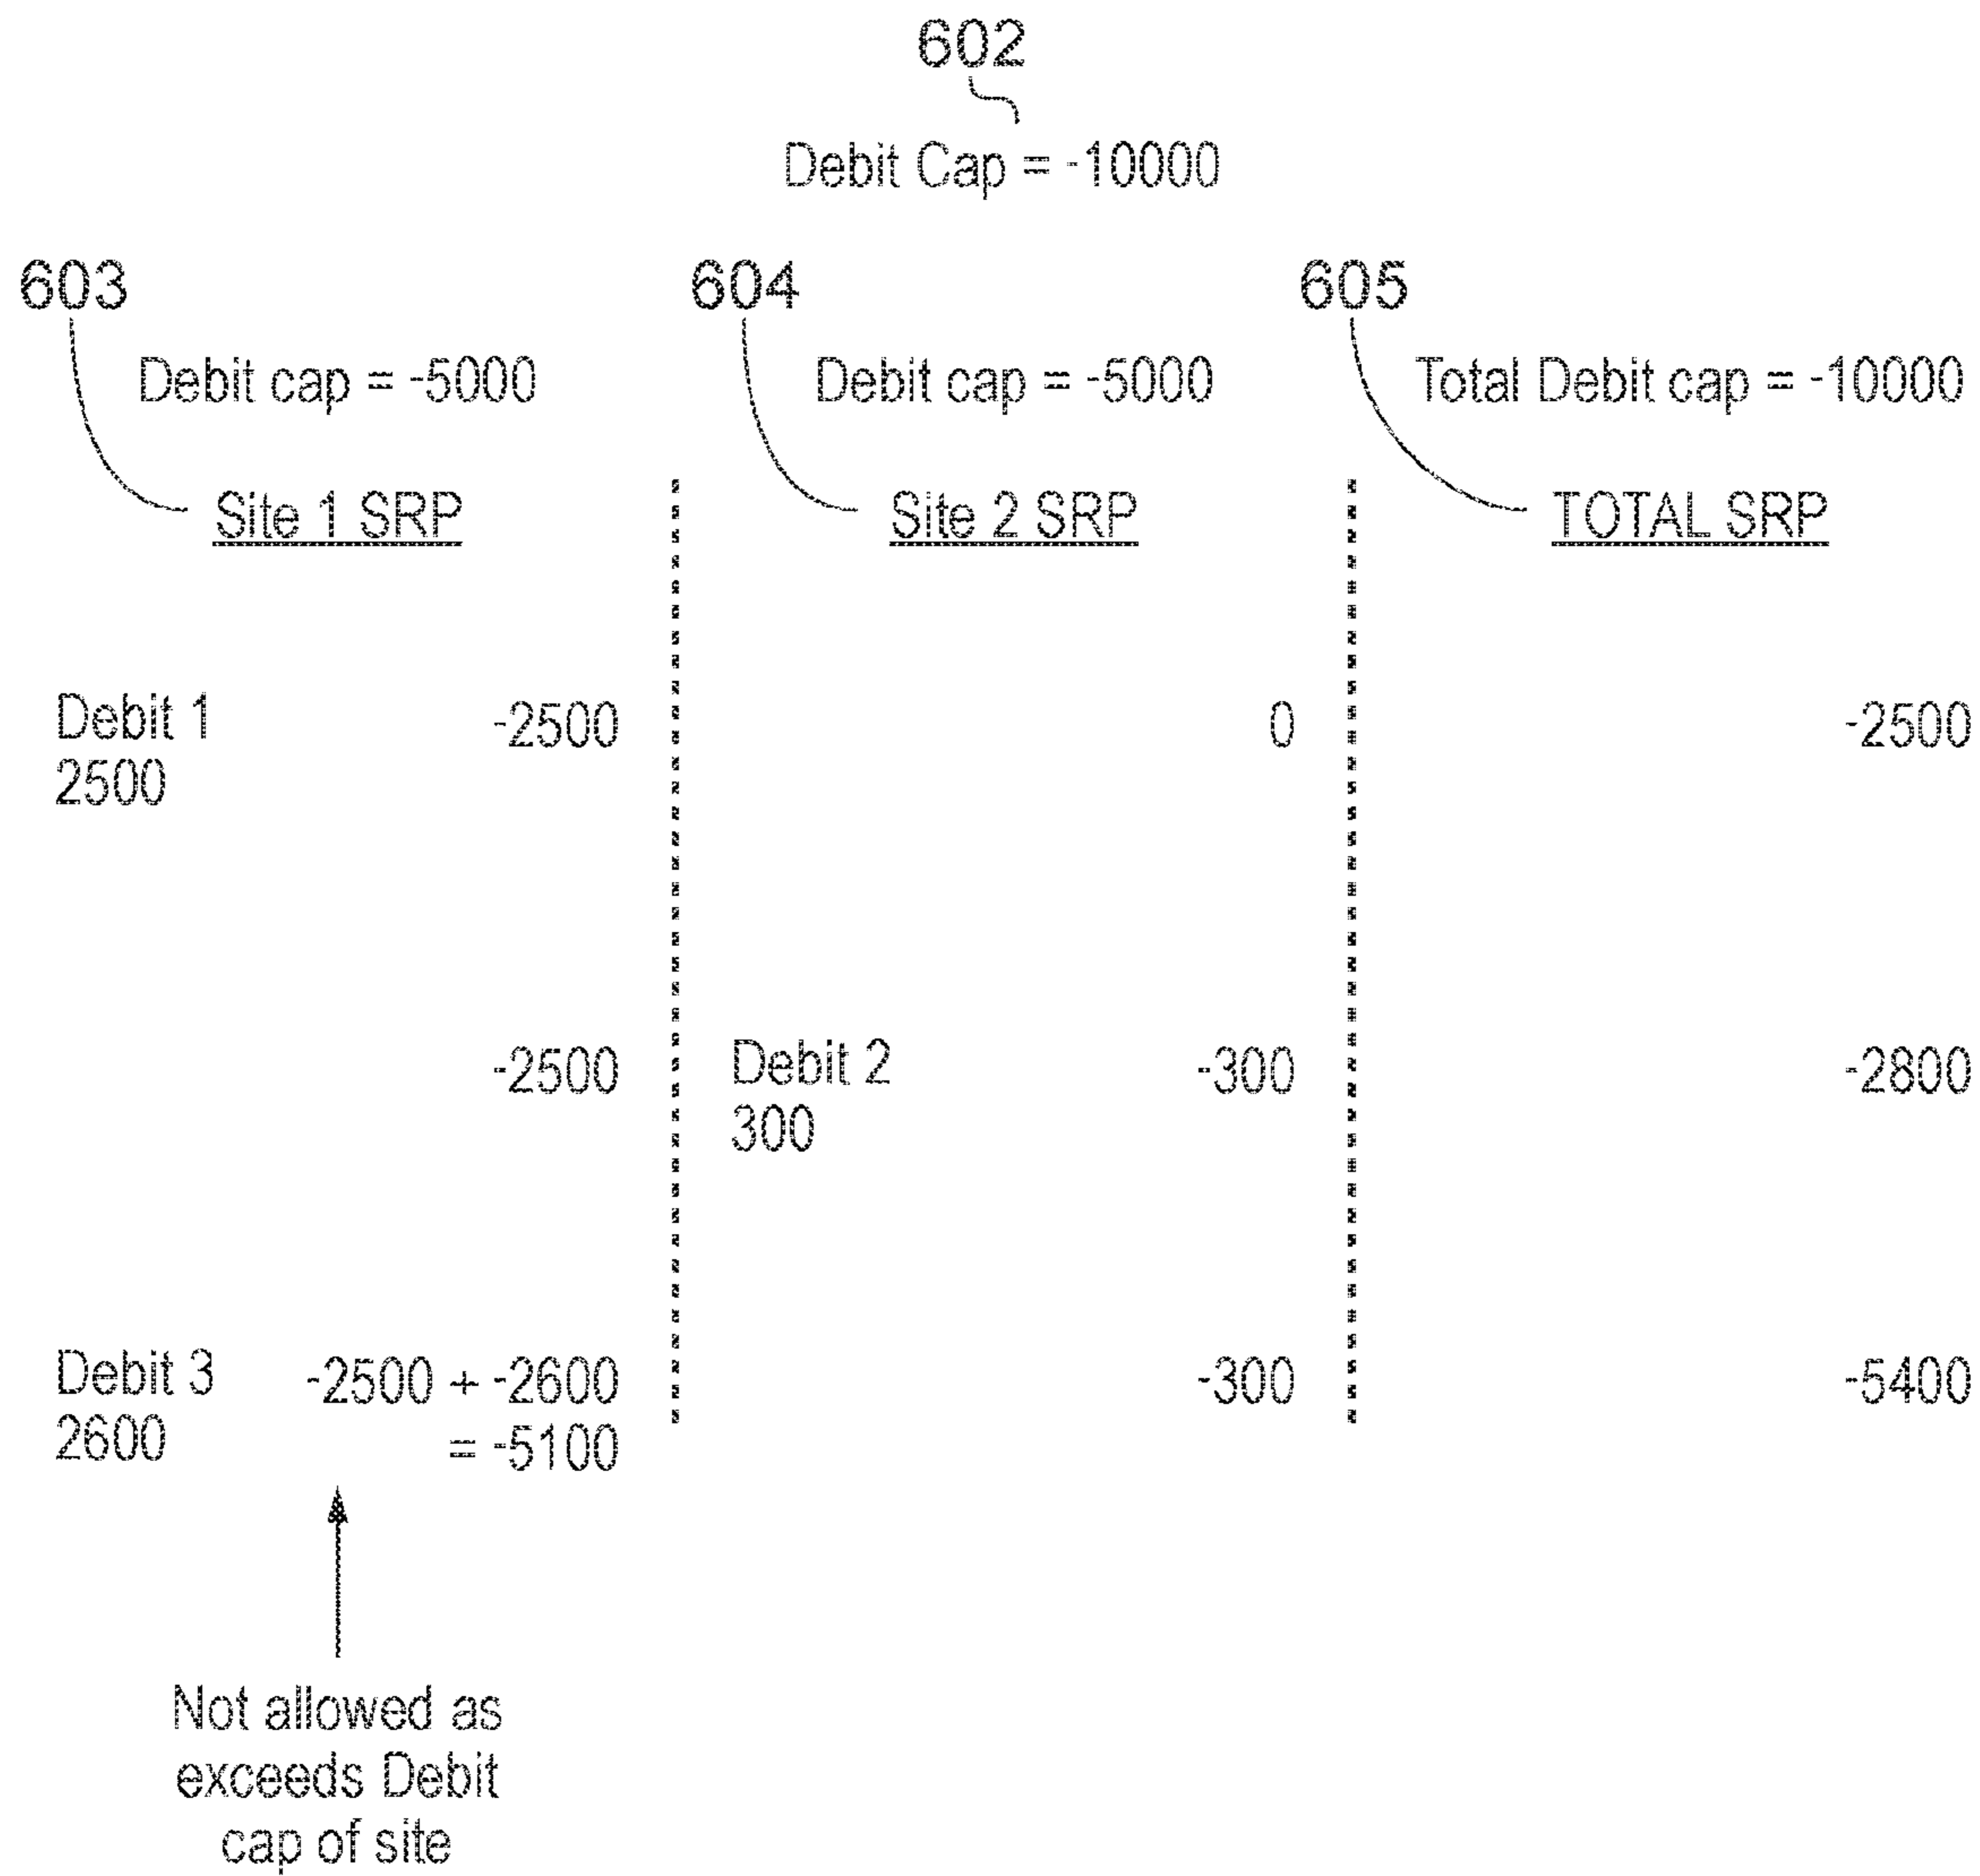 602
Debit Cap = -10000
603
604
605
Debit cap = -5000
Debit cap = -5000
Total Debit cap = -10000
Site 1 SRP
Site 2 SRP
TOTAL SRP
Debit 1
2500
-2500
0
-2500
-2500
Debit 2
300
-300
-2800
Debit 3
2600
-2500 + -2600
= -5100
-300
-5400
Not allowed as
exceeds Debit
cap of site